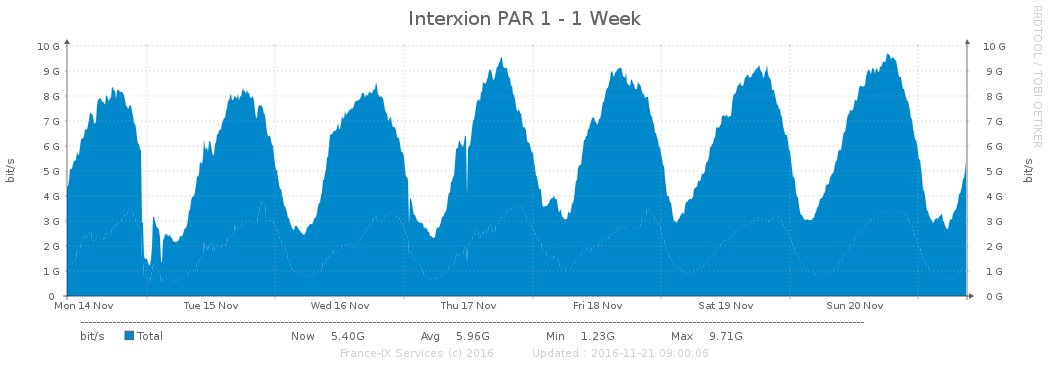 Interxion PAR 1 - 1 Week
RRDTOOL / TOBI OETIKER
bit/s
10 G
9 G
8 G
7 G
6 G
5 G
4 G
3 G
2 G
1 G
0
10 G
9 G
8 G
7 G
6 G
5 G
4 G
3 G
2 G
1 G
0 G
bit/s
Mon 14 Nov Tue 15 Nov Wed 16 Nov Thu 17 Nov Fri 18 Nov Sat 19 Nov Sun 20 Nov
bit/s Total Now 5.40G Avg 5.96G Min 1.23G Max 9.71G
France-IX Services (c) 2016 Updated : 2016-11-21 09:00:06